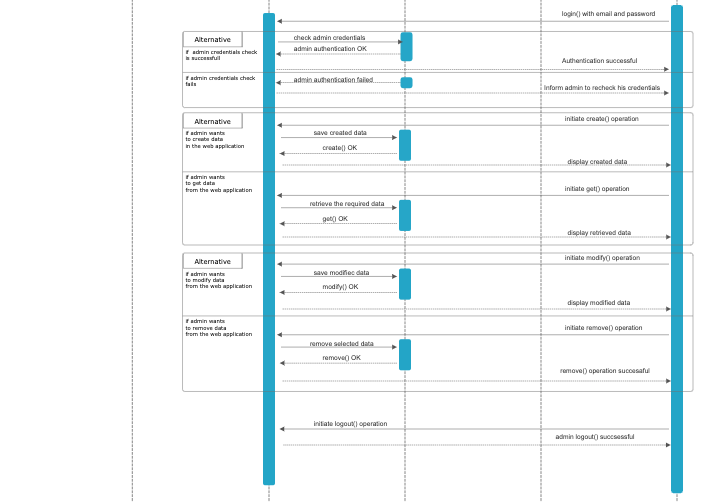 login() with email and password
Alternative
check admin credentials
admin authentication OK
if  admin credentials check
is successfull
Authentication successful
if admin credentials check
fails
admin authentication failed
Inform admin to recheck his credentials
initiate create() operation
Alternative
if admin wants
to create data
in the web application
save created data
create() OK
display created data
if admin wants
to get data
from the web application
initiate get() operation
retrieve the required data
get() OK
display retrieved data
initiate modify() operation
Alternative
if admin wants
to modify data
from the web application
save modified data
modify() OK
display modified data
if admin wants
to remove data
from the web application
initiate remove() operation
remove selected data
remove() OK
remove() operation succesaful
initiate logout() operation
admin logout() succsessful